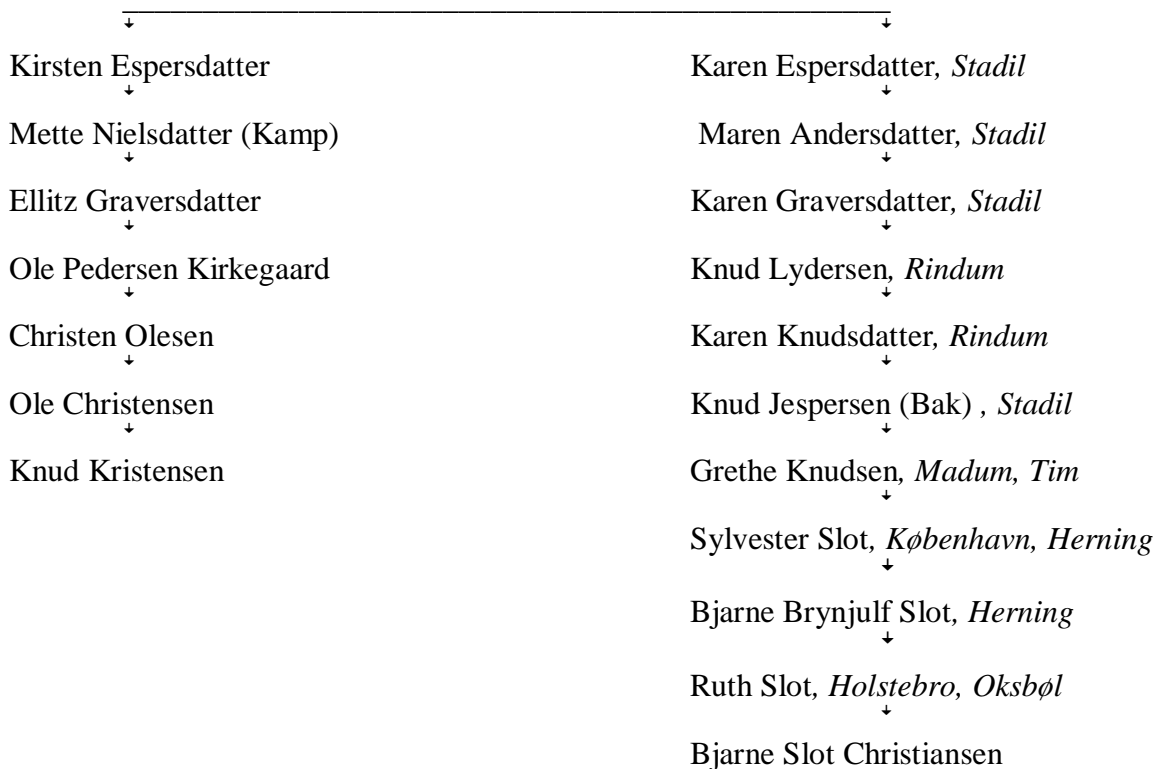 Kirsten Espersdatter
Karen Espersdatter, Stadil
Mette Nielsdatter (Kamp)
Maren Andersdatter, Stadil
Ellitz Graversdatter
Karen Graversdatter, Stadil
Ole Pedersen Kirkegaard
Knud Lydersen, Rindum
Christen Olesen
Karen Knudsdatter, Rindum
Ole Christensen
Knud Jespersen (Bak) , Stadil
Knud Kristensen
Grethe Knudsen, Madum, Tim
Sylvester Slot, København, Herning
Bjarne Brynjulf Slot, Herning
Ruth Slot, Holstebro, Oksbøl
Bjarne Slot Christiansen